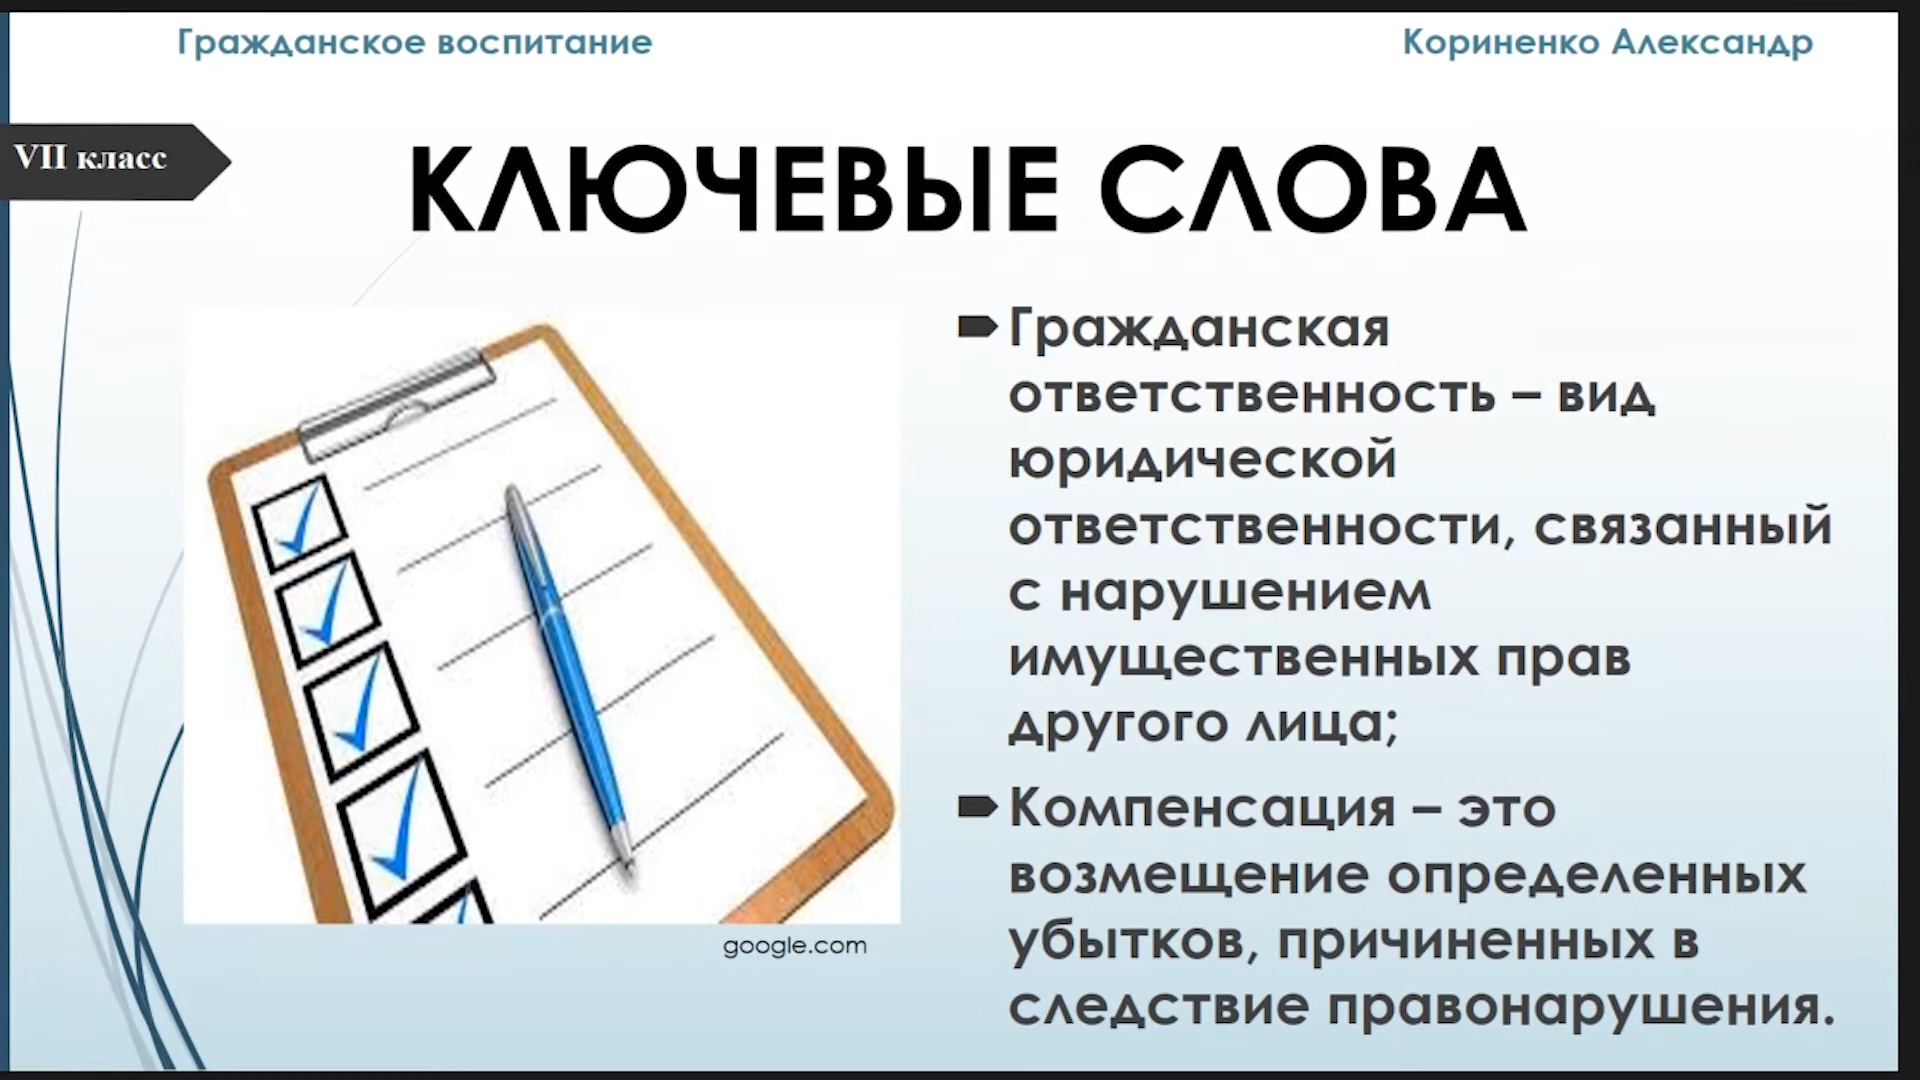 Гражданское воспитание
Кориненко Александр
VII класс
КЛЮЧЕВЫЕ СЛОВА
Гражданская
ответственность – вид
юридической
ответственности, связанный
с нарушением
имущественных прав
другого лица;
Компенсация – это
возмещение определенных
убытков, причиненных в
следствие правонарушения.
google.com